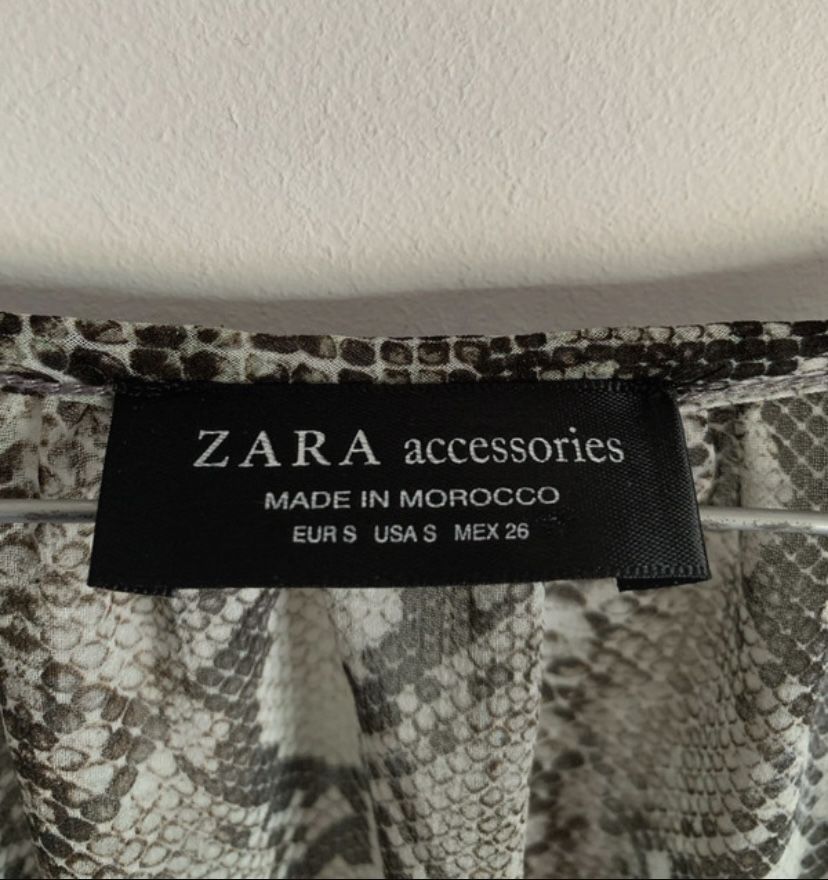 ZARA accessories
MADE IN MOROCCO
EUR S USA S MEX 26